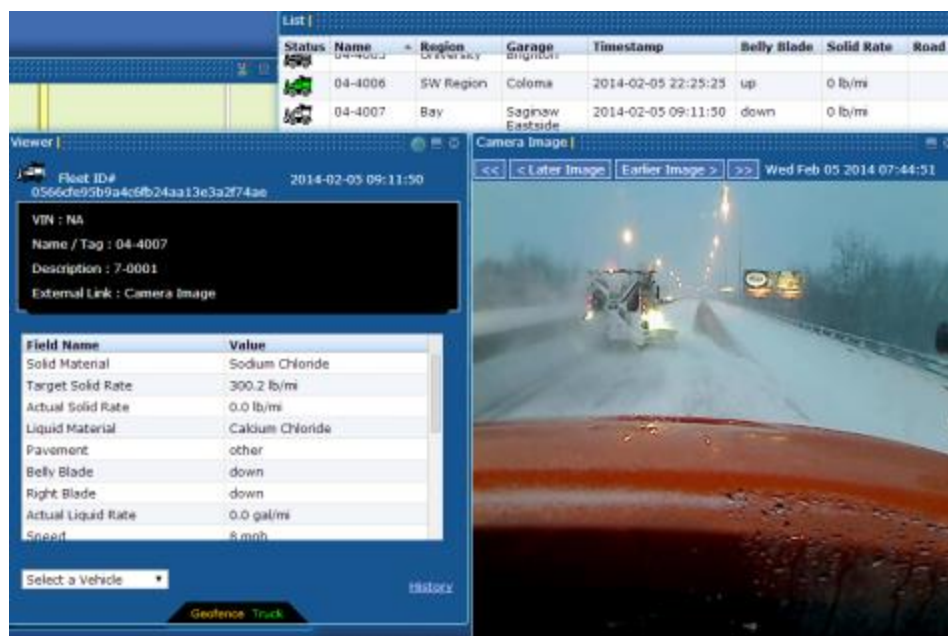 List
Status Name Region Garage Timestamp Belly Blade Solid Rate Road
04-4006 SW Region Coloma 2014-02-05 22:25:25 up 0 lb/mi
04-4007 Bay Saginaw Eastside 2014-02-05 09:11:50 down 0 lb/mi
Viewer
Fleet ID# 2014-02-05 09:11:50
0566cfe95b9a4c6fb24aa13e3a2f74ae
VIN : NA
Name / Tag : 04-4007
Description : 7-0001
External Link : Camera Image
Field Name Value
Solid Material Sodium Chloride
Target Solid Rate 300.2 lb/mi
Actual Solid Rate 0.0 lb/mi
Liquid Material Calcium Chloride
Pavement other
Belly Blade down
Right Blade down
Actual Liquid Rate 0.0 gal/mi
Speed 8 mph
Select a Vehicle
History
Geofence Truck
Camera Image
<< < Later Image Earlier Image > >> Wed Feb 05 2014 07:44:51